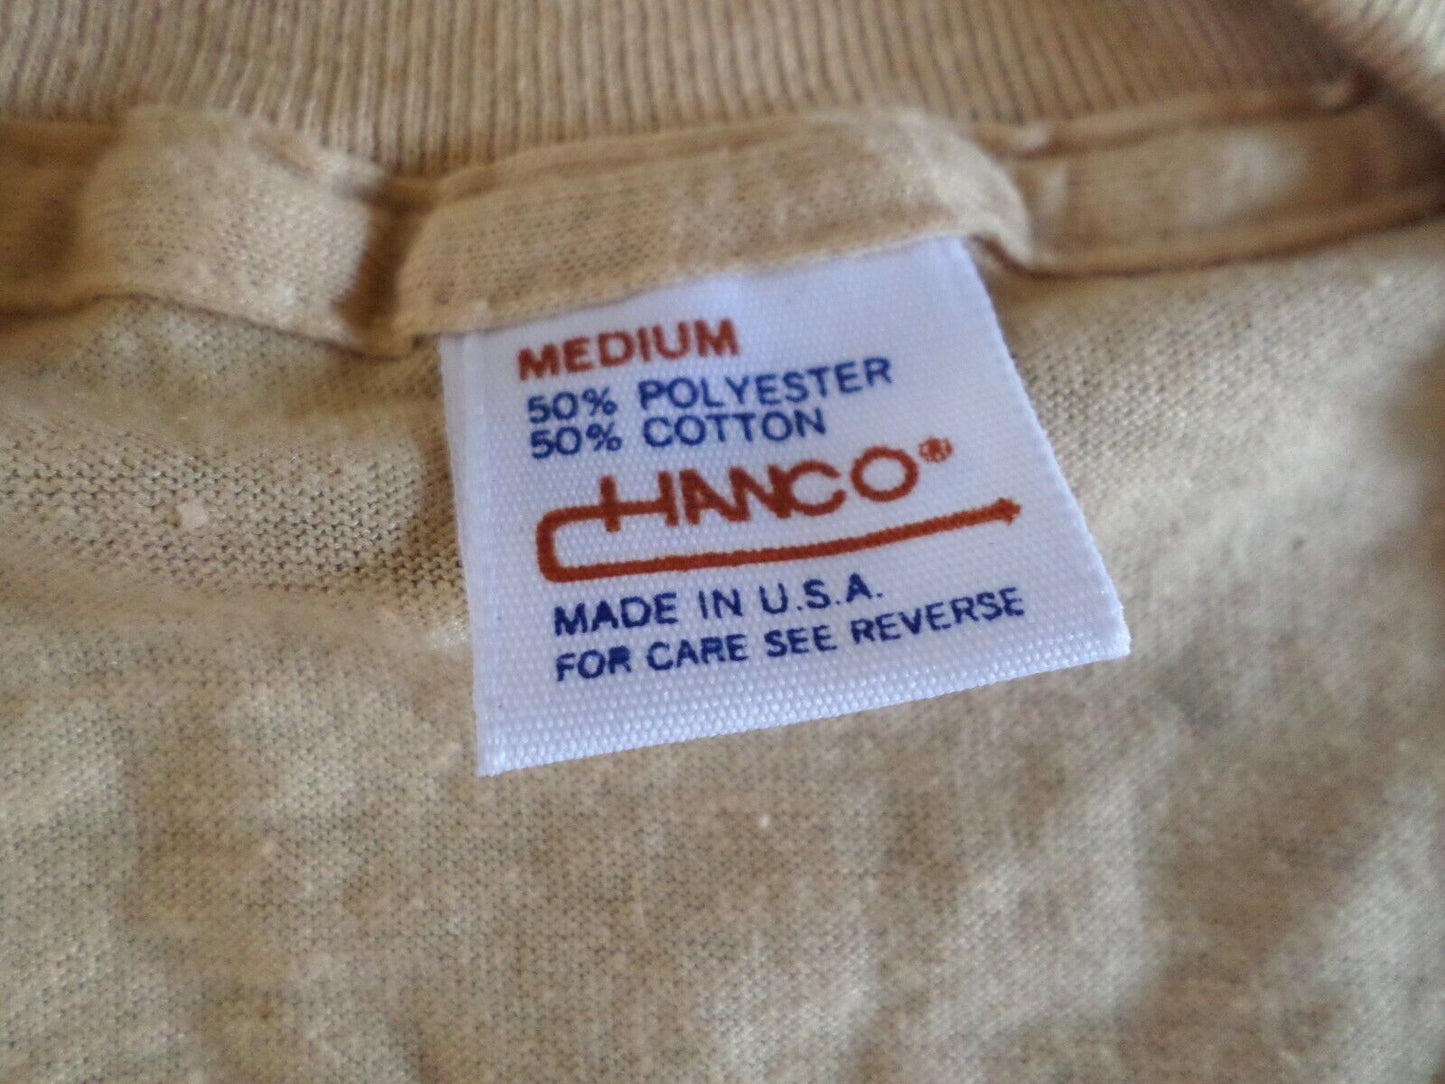 MEDIUM
50% POLYESTER
50% COTTON
HANCO®
MADE IN U.S.A.
FOR CARE SEE REVERSE